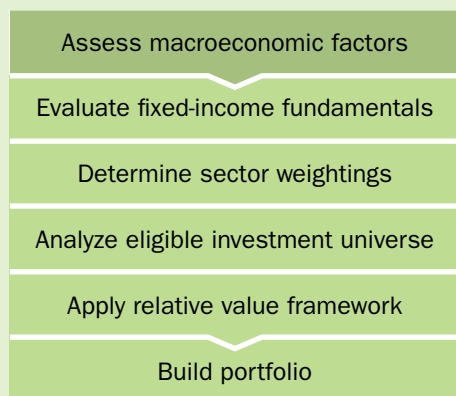 Assess macroeconomic factors
Evaluate fixed-income fundamentals
Determine sector weightings
Analyze eligible investment universe
Apply relative value framework
Build portfolio